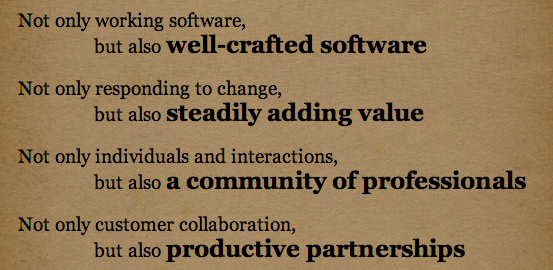 Not only working software,
but also well-crafted software
Not only responding to change,
but also steadily adding value
Not only individuals and interactions,
but also a community of professionals
Not only customer collaboration,
but also productive partnerships